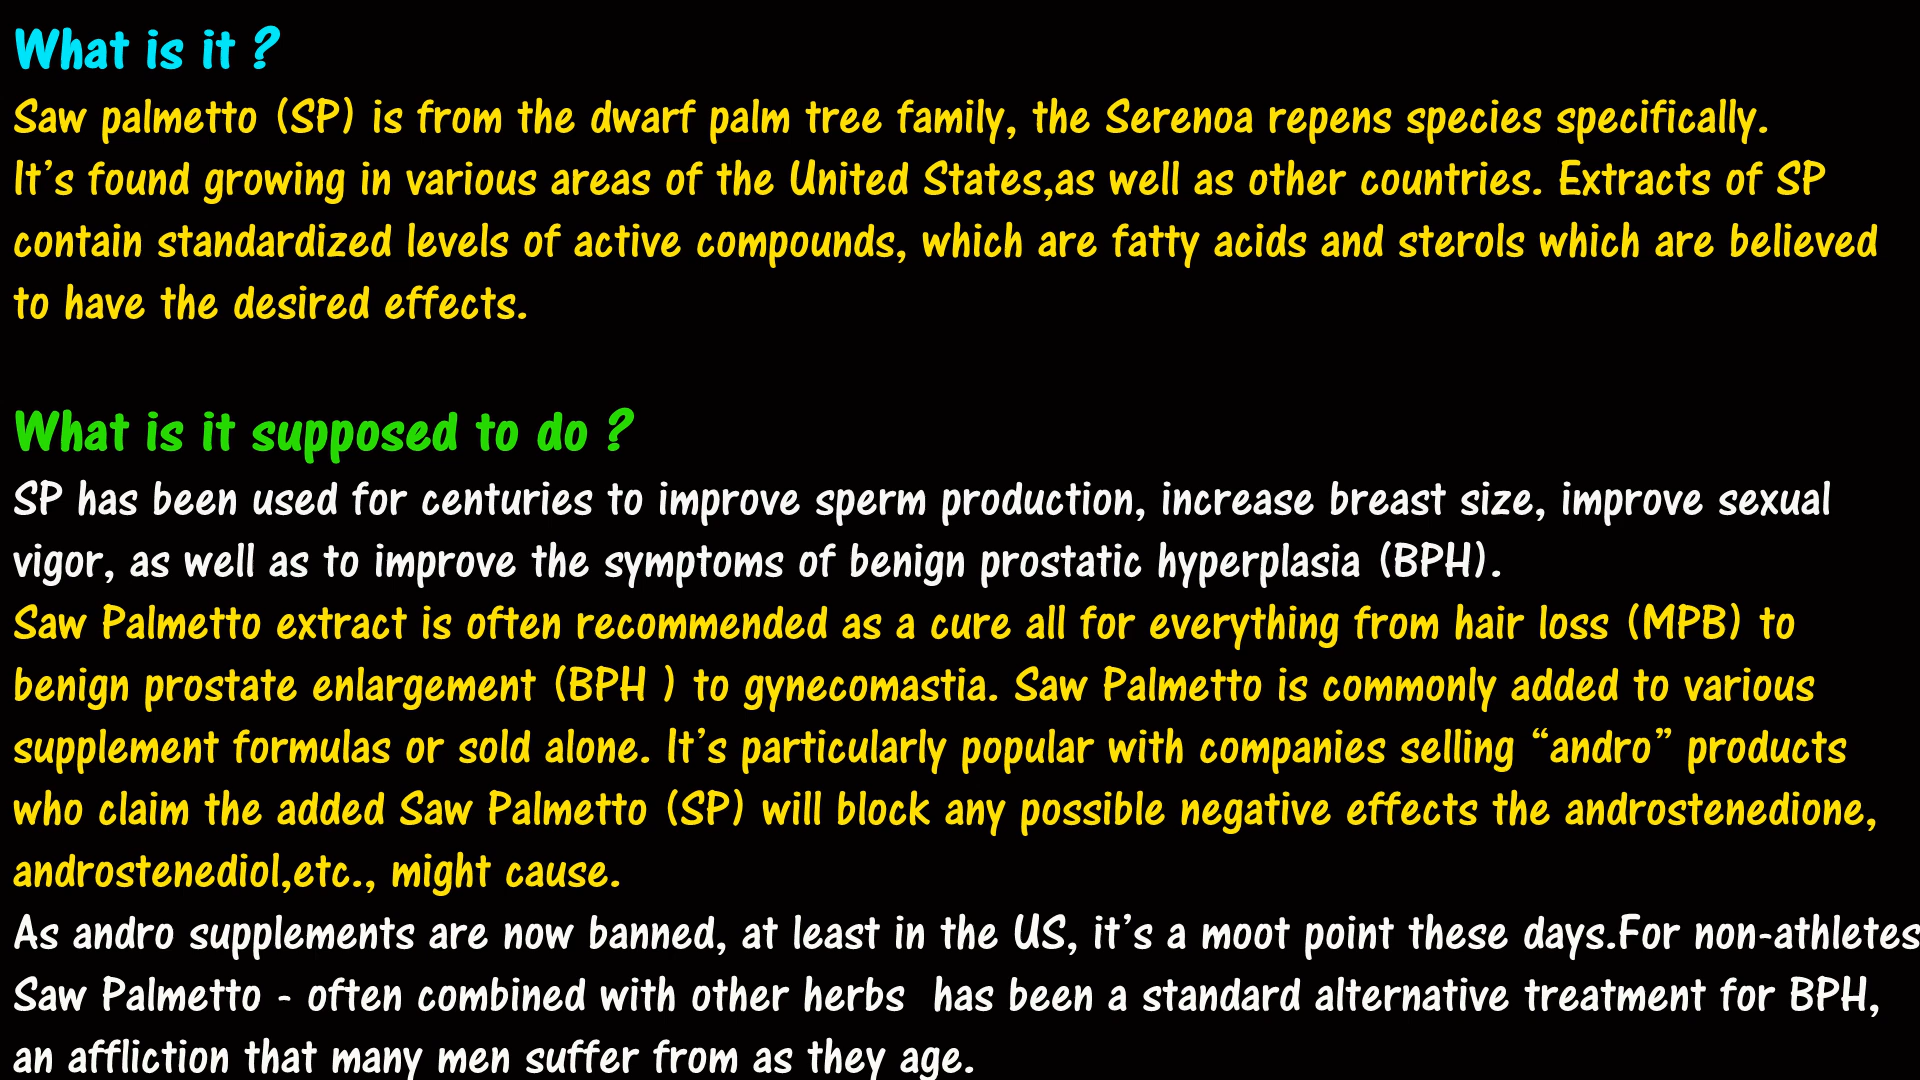 What is it ?
Saw palmetto (SP) is from the dwarf palm tree family, the Serenoa repens species specifically.
It’s found growing in various areas of the United States,as well as other countries. Extracts of SP
contain standardized levels of active compounds, which are fatty acids and sterols which are believed
to have the desired effects.
What is it supposed to do ?
SP has been used for centuries to improve sperm production, increase breast size, improve sexual
vigor, as well as to improve the symptoms of benign prostatic hyperplasia (BPH).
Saw Palmetto extract is often recommended as a cure all for everything from hair loss (MPB) to
benign prostate enlargement (BPH ) to gynecomastia. Saw Palmetto is commonly added to various
supplement formulas or sold alone. It’s particularly popular with companies selling “andro” products
who claim the added Saw Palmetto (SP) will block any possible negative effects the androstenedione,
androstenediol,etc., might cause.
As andro supplements are now banned, at least in the US, it’s a moot point these days.For non-athletes
Saw Palmetto - often combined with other herbs  has been a standard alternative treatment for BPH,
an affliction that many men suffer from as they age.